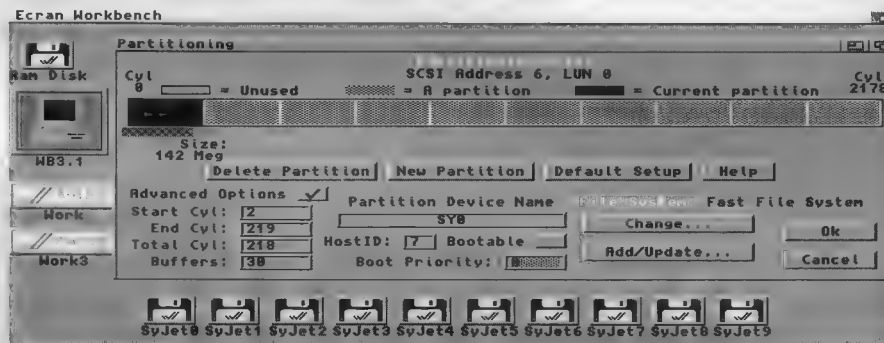 Ecran Workbench
Partitioning
Ram Disk
SCSI Address 6, LUN 0
Cyl
0
= Unused
= A partition
= Current partition
Cyl
2178
WB3.1
Size:
142 Meg
Delete Partition
New Partition
Default Setup
Help
Work
Work3
Advanced Options
Start Cyl: 2
End Cyl: 219
Total Cyl: 218
Buffers: 30
Partition Device Name
SY0
HostID: 7
Bootable
Boot Priority: 0
Fast File System
Change...
Add/Update...
Ok
Cancel
SyJet0 SyJet1 SyJet2 SyJet3 SyJet4 SyJet5 SyJet6 SyJet7 SyJet8 SyJet9